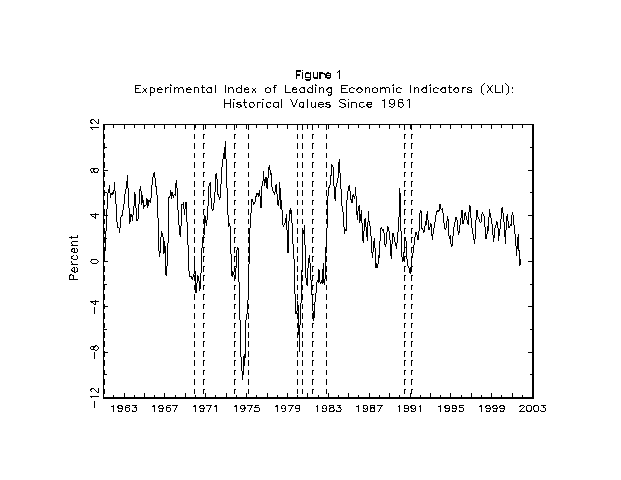 Figure 1
Experimental Index of Leading Economic Indicators (XLI):
Historical Values Since 1961
12
8
4
0
-4
-8
-12
Percent
1963 1967 1971 1975 1979 1983 1987 1991 1995 1999 2003